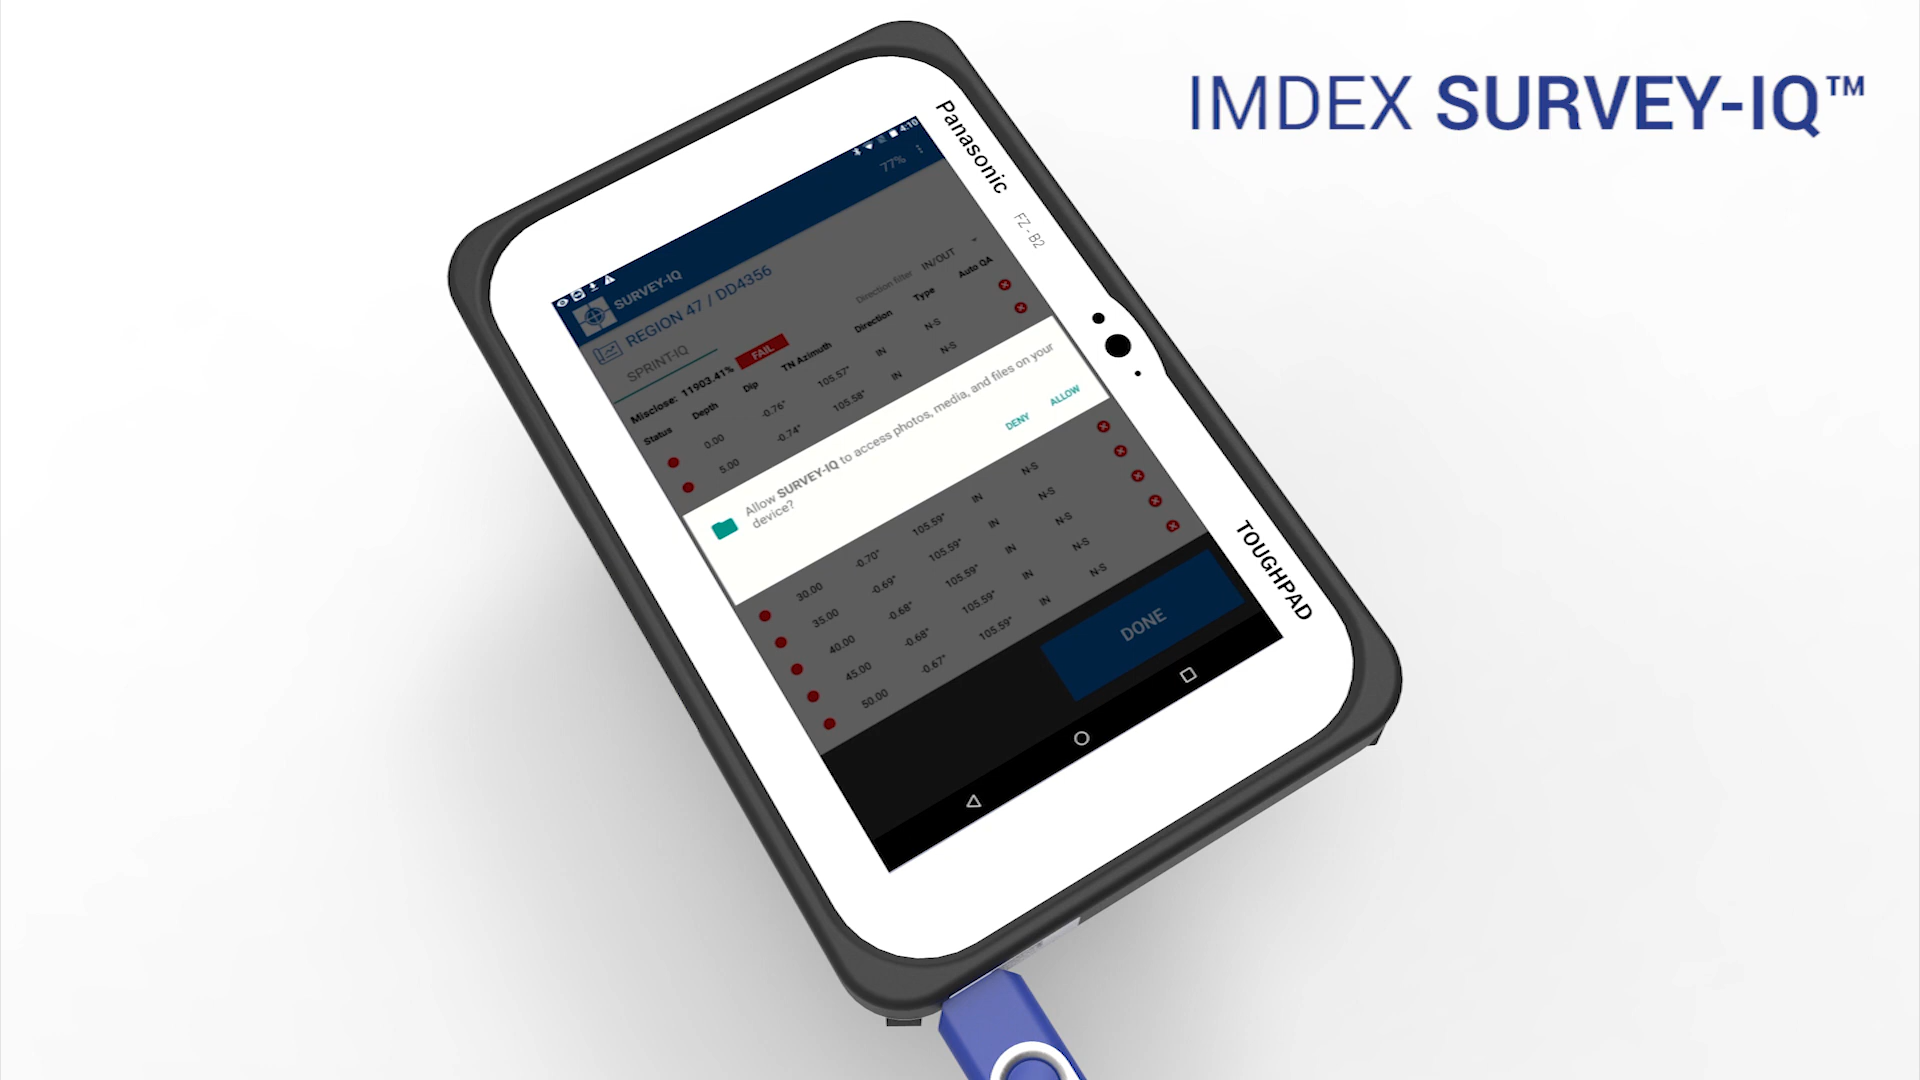 IMDEX SURVEY-IQ™
Panasonic
FZ - B2
TOUGHPAD
4:10
77%
SURVEY-IQ
REGION 47 / DD4356
SPRINT-IQ
Direction filter IN/OUT
Misclose: 11903.41% FAIL
Status Depth Dip TN Azimuth Direction Type Auto QA
0.00 -0.76° 105.57° IN N-S
5.00 -0.74° 105.58° IN N-S
Allow SURVEY-IQ to access photos, media, and files on your
device?
DENY ALLOW
30.00 -0.70° 105.59° IN N-S
35.00 -0.69° 105.59° IN N-S
40.00 -0.68° 105.59° IN N-S
45.00 -0.68° 105.59° IN N-S
50.00 -0.67° 105.59° IN N-S
DONE